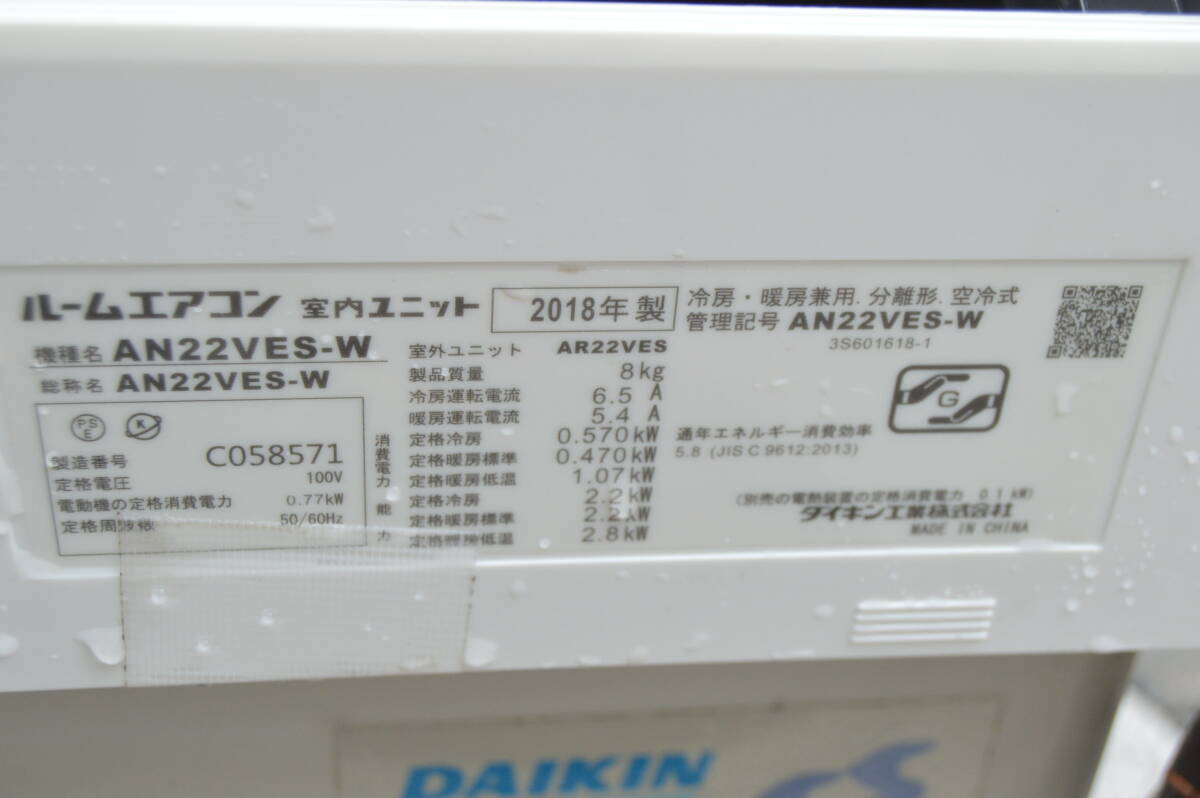 ルームエアコン 室内ユニット 2018年 製
機種名 AN22VES-W
総称名 AN22VES-W
PS
E
K
製造番号 C058571
定格電圧 100V
電動機の定格消費電力 0.77kW
定格周波数 50/60Hz
室外ユニット AR22VES
製品質量 8kg
冷房運転電流 6.5 A
暖房運転電流 5.4 A
消費電力
定格冷房 0.570kW
定格暖房標準 0.470kW
定格暖房低温 1.07kW
能力
定格冷房 2.2kW
定格暖房標準 2.2kW
定格暖房低温 2.8kW
冷房・暖房兼用.分離形.空冷式
管理記号 AN22VES-W
3S601618-1
G
通年エネルギー消費効率
5.8 (JIS C 9612:2013)
(別売の電熱装置の定格消費電力 0.1 kW)
ダイキン工業株式会社
MADE IN CHINA
DAIKIN